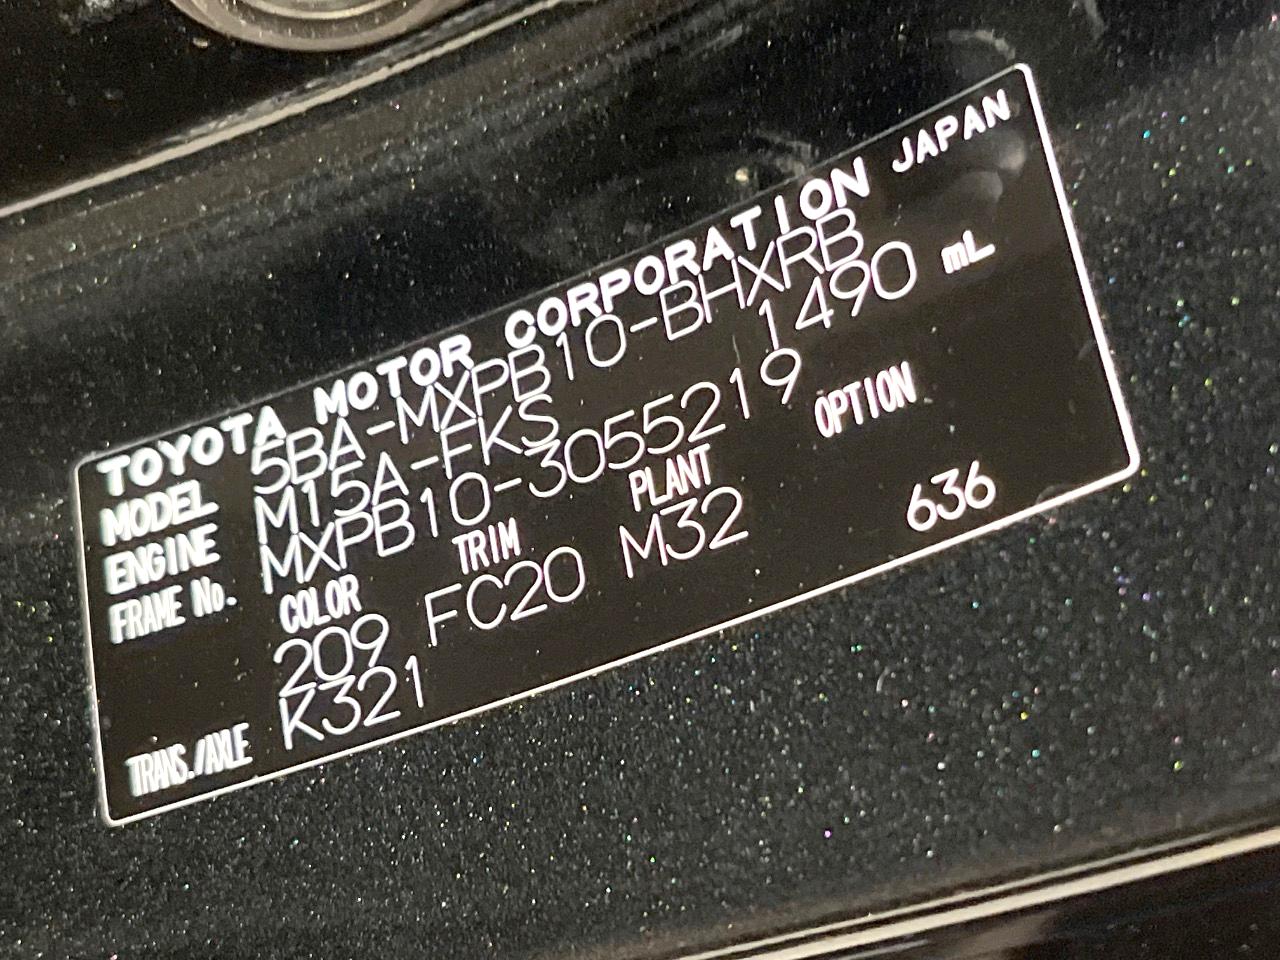 TOYOTA MOTOR CORPORATION JAPAN
MODEL 5BA-MXPB10-BHXRB
ENGINE M15A-FKS 1490 mL
FRAME No. MXPB10-3055219
COLOR TRIM PLANT OPTION
209 FC20 M32 636
TRANS./AXLE K321